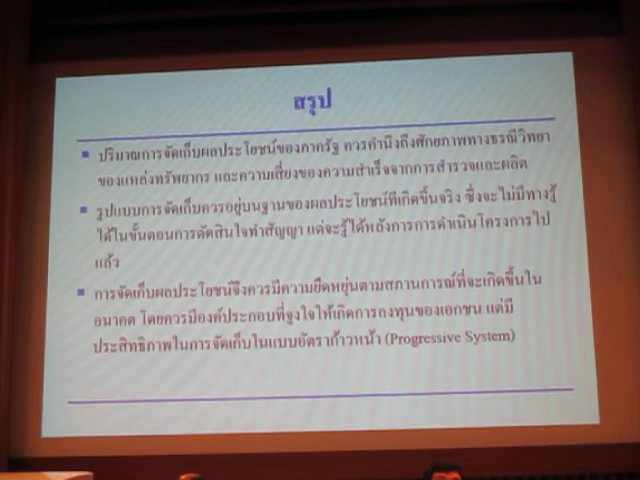 สรุป
ปริมาณการจัดเก็บผลประโยชน์ของภาครัฐ ควรคำนึงถึงศักยภาพทางธรณีวิทยา
ของแหล่งทรัพยากร และความเสี่ยงของความสำเร็จจากการสำรวจและผลิต
รูปแบบการจัดเก็บควรอยู่บนฐานของผลประโยชน์ที่เกิดขึ้นจริง ซึ่งจะไม่มีทางรู้
ได้ในขั้นตอนการตัดสินใจทำสัญญา แต่จะรู้ได้หลังการการดำเนินโครงการไป
แล้ว
การจัดเก็บผลประโยชน์จึงควรมีความยืดหยุ่นตามสถานการณ์ที่จะเกิดขึ้นใน
อนาคต โดยควรมีองค์ประกอบที่จูงใจให้เกิดการลงทุนของเอกชน แต่มี
ประสิทธิภาพในการจัดเก็บในแบบอัตราก้าวหน้า (Progressive System)